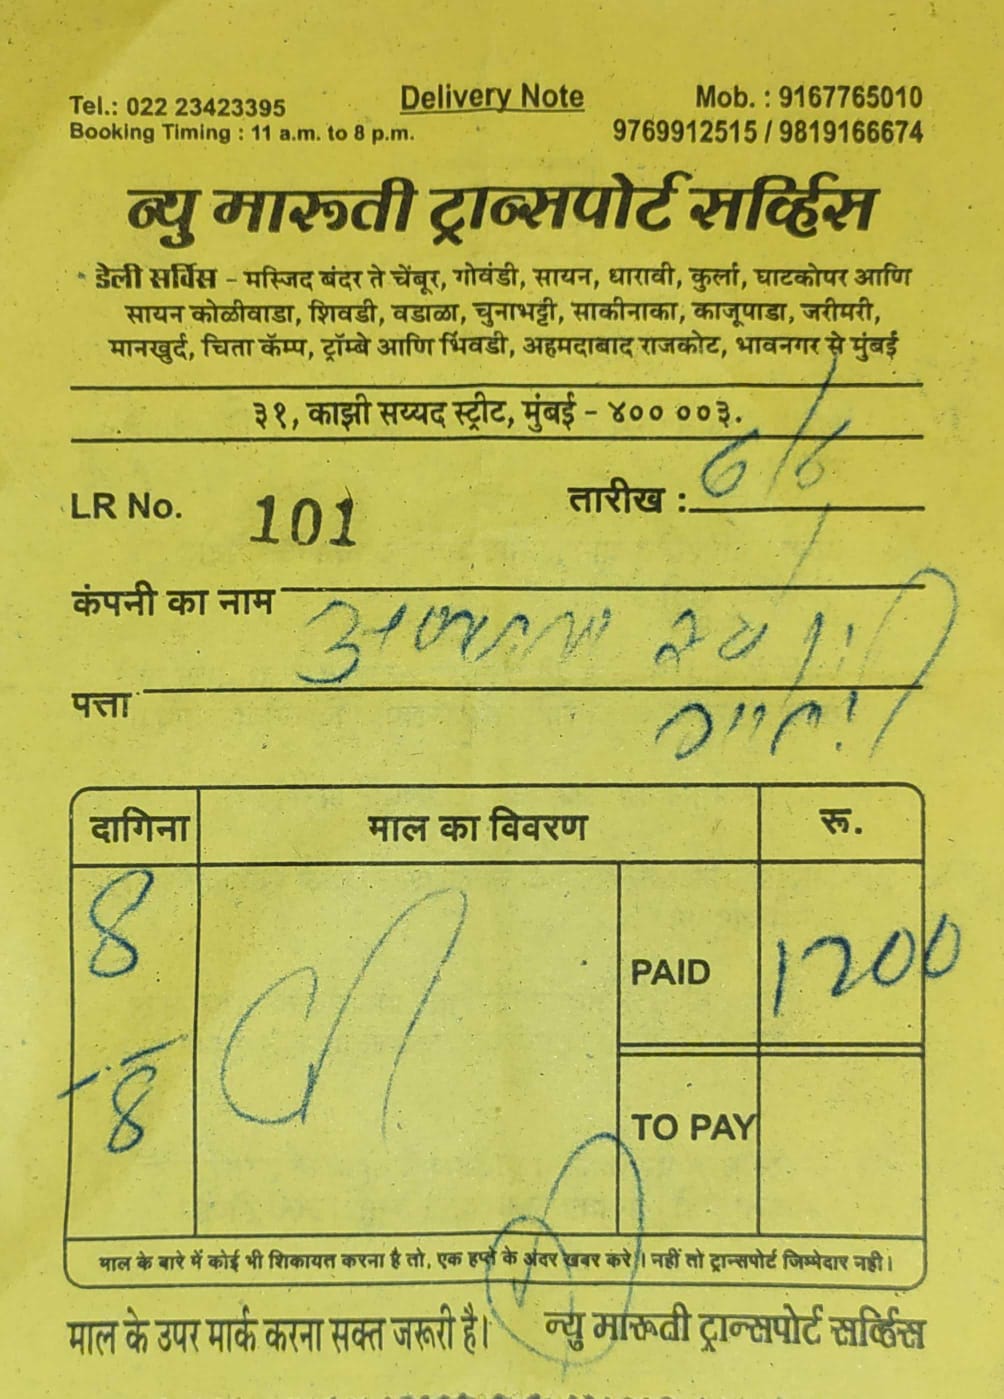 Delivery Note
Tel.: 022 23423395
Mob. : 9167765010
Booking Timing : 11 a.m. to 8 p.m.
9769912515 / 9819166674
न्यु मारूती ट्रान्सपोर्ट सर्व्हिस
डेली सर्विस - मस्जिद बंदर ते चेंबूर, गोवंडी, सायन, धारावी, कुर्ला, घाटकोपर आणि
सायन कोळीवाडा, शिवडी, वडाळा, चुनाभट्टी, साकीनाका, काजूपाडा, जरीमरी,
मानखुर्द, चिता कॅम्प, ट्रॉम्बे आणि भिंवडी, अहमदाबाद राजकोट, भावनगर से मुंबई
३१, काझी सय्यद स्ट्रीट, मुंबई - ४०० ००३.
LR No. 101 तारीख :
कंपनी का नाम
पत्ता
दागिना माल का विवरण रू.
8 PAID 1200
8 TO PAY
माल के बारे में कोई भी शिकायत करना है तो, एक हप्ते के अंदर खबर करे। नहीं तो ट्रान्सपोर्ट जिम्मेदार नही।
माल के उपर मार्क करना सक्त जरूरी है। न्यु मारूती ट्रान्सपोर्ट सर्व्हिस